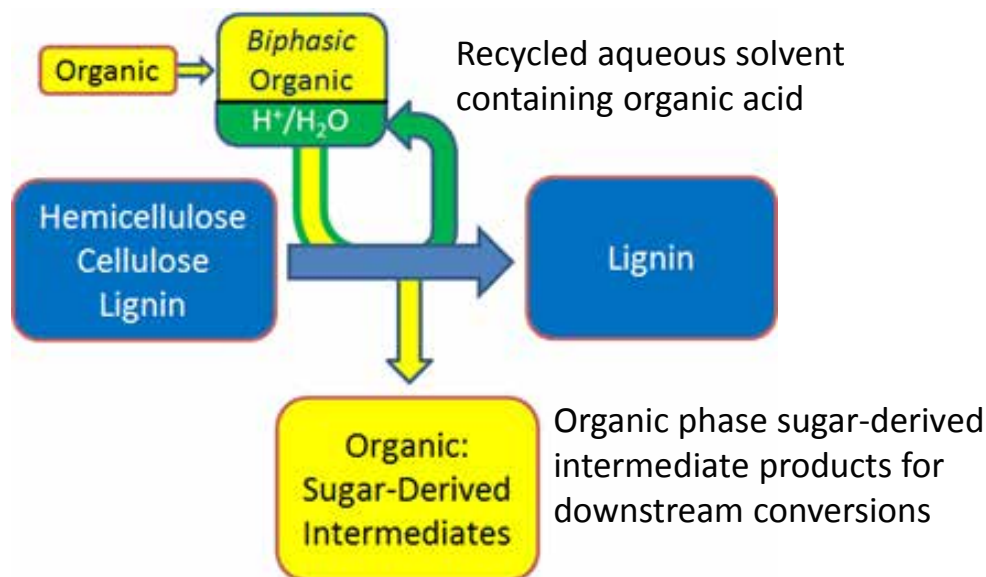 Organic
Biphasic
Organic
H⁺/H₂O
Recycled aqueous solvent
containing organic acid
Hemicellulose
Cellulose
Lignin
Lignin
Organic:
Sugar-Derived
Intermediates
Organic phase sugar-derived
intermediate products for
downstream conversions